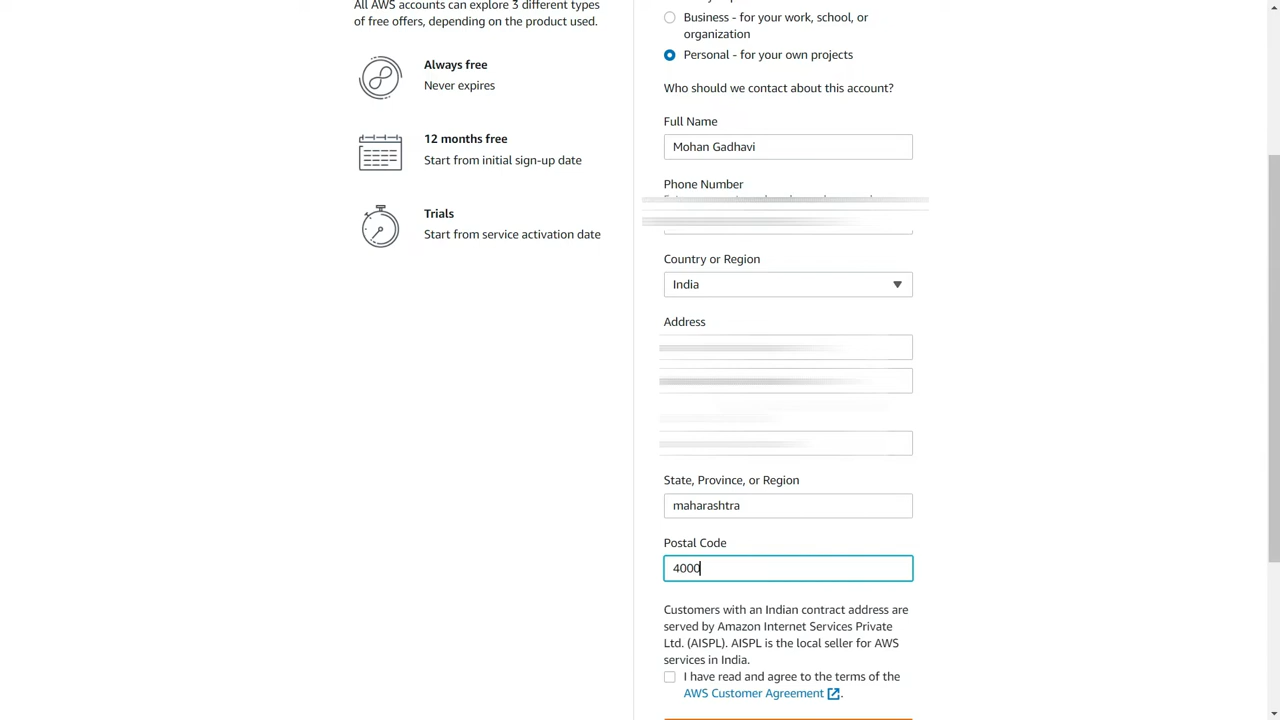 All AWS accounts can explore 3 different types
of free offers, depending on the product used.
Always free
Never expires
12 months free
Start from initial sign-up date
Trials
Start from service activation date
Business - for your work, school, or
organization
Personal - for your own projects
Who should we contact about this account?
Full Name
Mohan Gadhavi
Phone Number
Country or Region
India
Address
State, Province, or Region
maharashtra
Postal Code
4000
Customers with an Indian contract address are
served by Amazon Internet Services Private
Ltd. (AISPL). AISPL is the local seller for AWS
services in India.
I have read and agree to the terms of the
AWS Customer Agreement.